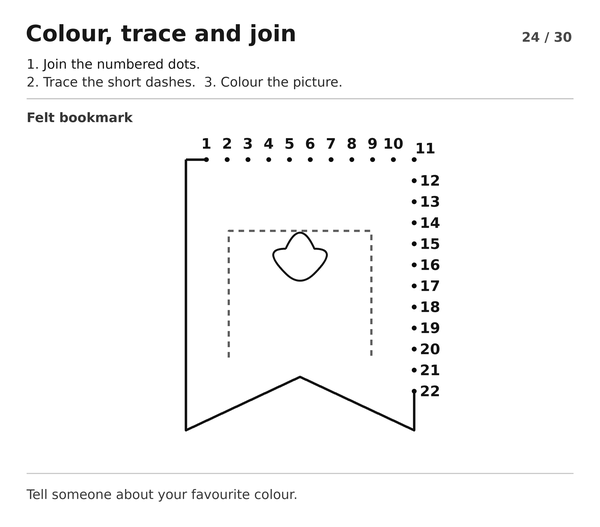 Colour, trace and join
24 / 30
1. Join the numbered dots.
2. Trace the short dashes.  3. Colour the picture.
Felt bookmark
1 2 3 4 5 6 7 8 9 10 11
12
13
14
15
16
17
18
19
20
21
22
Tell someone about your favourite colour.